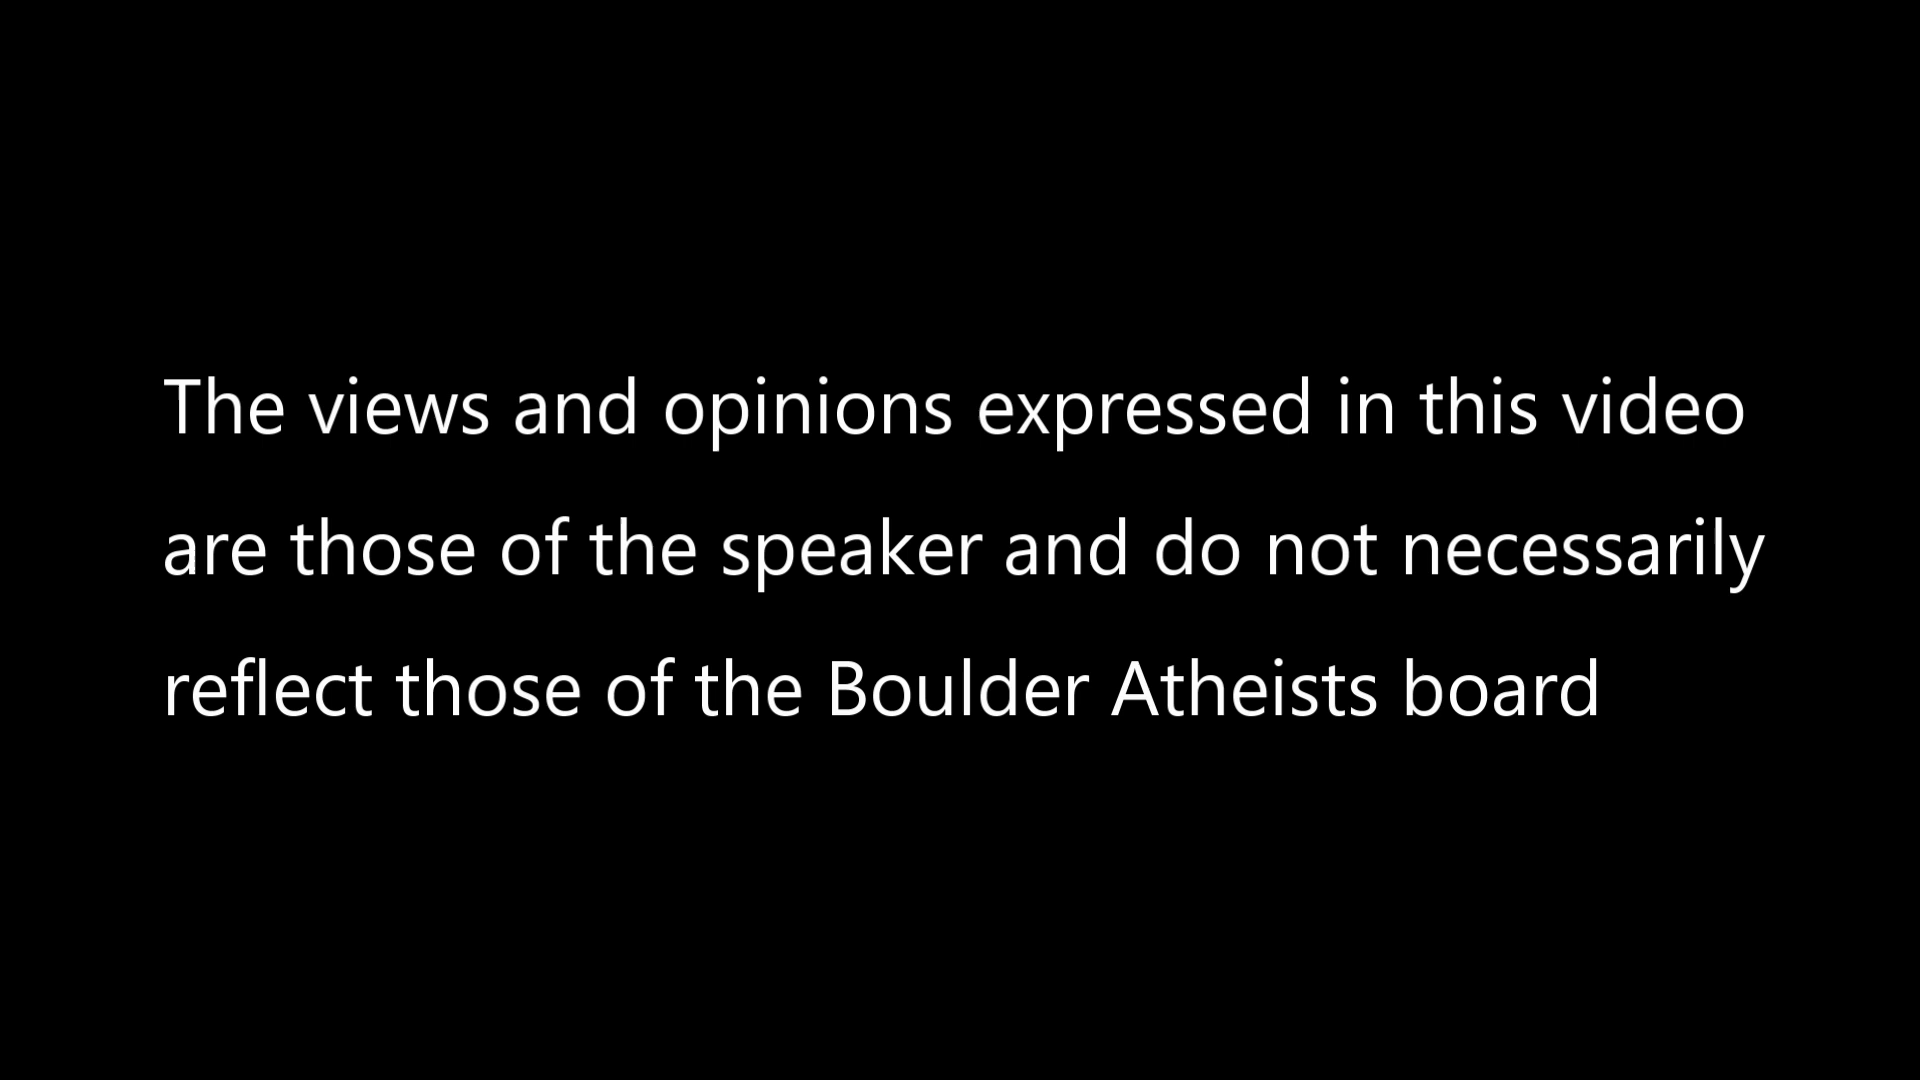 The views and opinions expressed in this video
are those of the speaker and do not necessarily
reflect those of the Boulder Atheists board